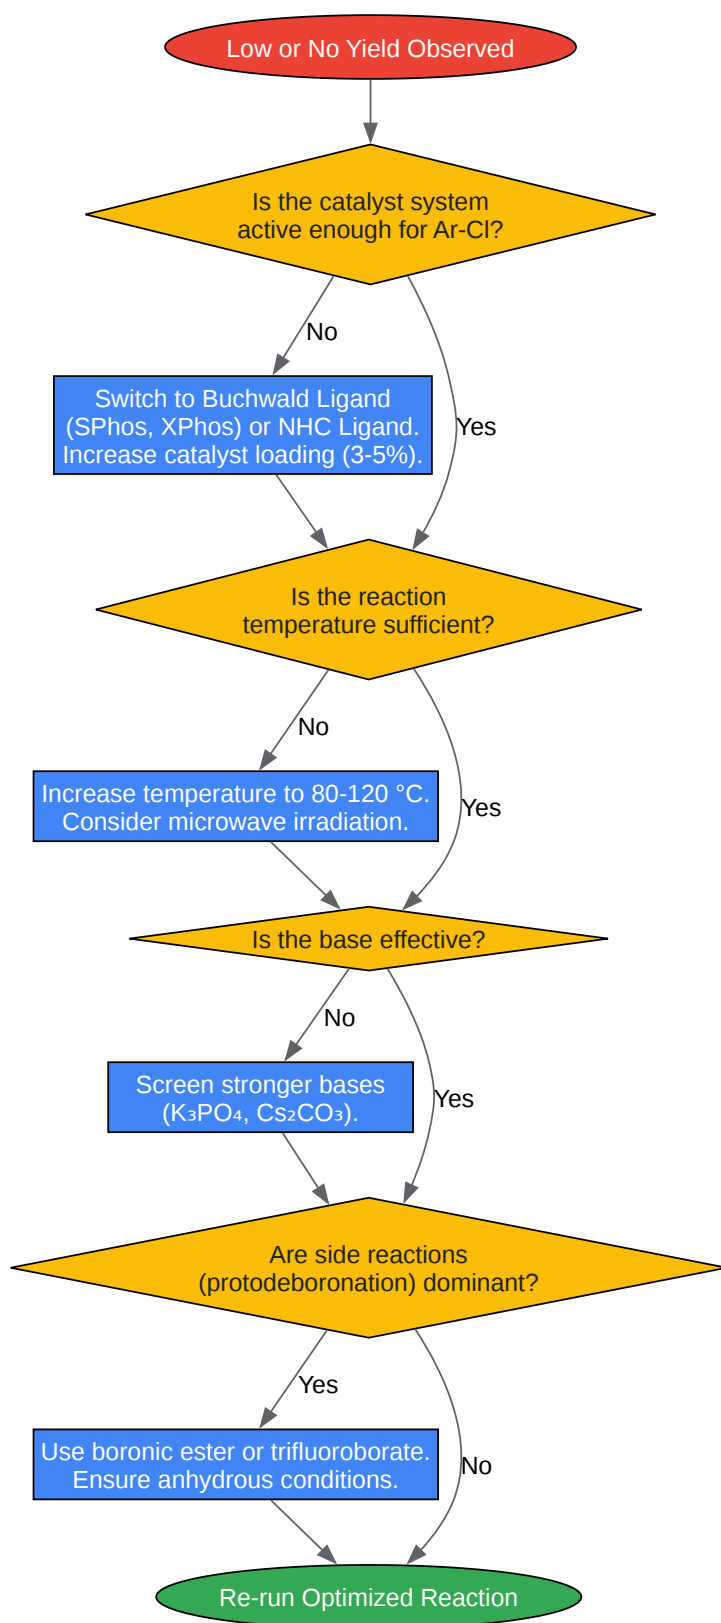 Low or No Yield Observed
Is the catalyst system
active enough for Ar-Cl?
No
Switch to Buchwald Ligand
(SPhos, XPhos) or NHC Ligand.
Increase catalyst loading (3-5%).
Yes
Is the reaction
temperature sufficient?
No
Increase temperature to 80-120 °C.
Consider microwave irradiation.
Yes
Is the base effective?
No
Screen stronger bases
(K₃PO₄, Cs₂CO₃).
Yes
Are side reactions
(protodeboronation) dominant?
Yes
Use boronic ester or trifluoroborate.
Ensure anhydrous conditions.
No
Re-run Optimized Reaction